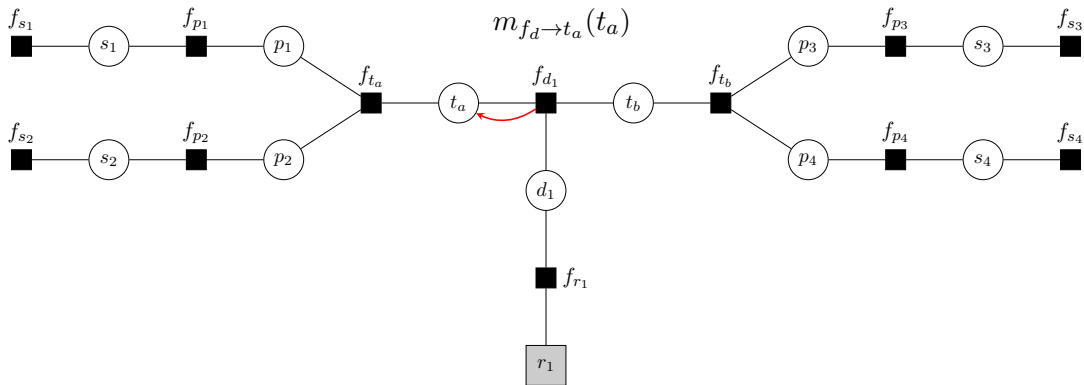 m_{f_d→t_a}(t_a)
f_{s_1} f_{p_1} f_{p_3} f_{s_3}
s_1 p_1 p_3 s_3
f_{t_a} f_{d_1} f_{t_b}
t_a t_b
f_{s_2} f_{p_2} f_{p_4} f_{s_4}
s_2 p_2 p_4 s_4
d_1
f_{r_1}
r_1